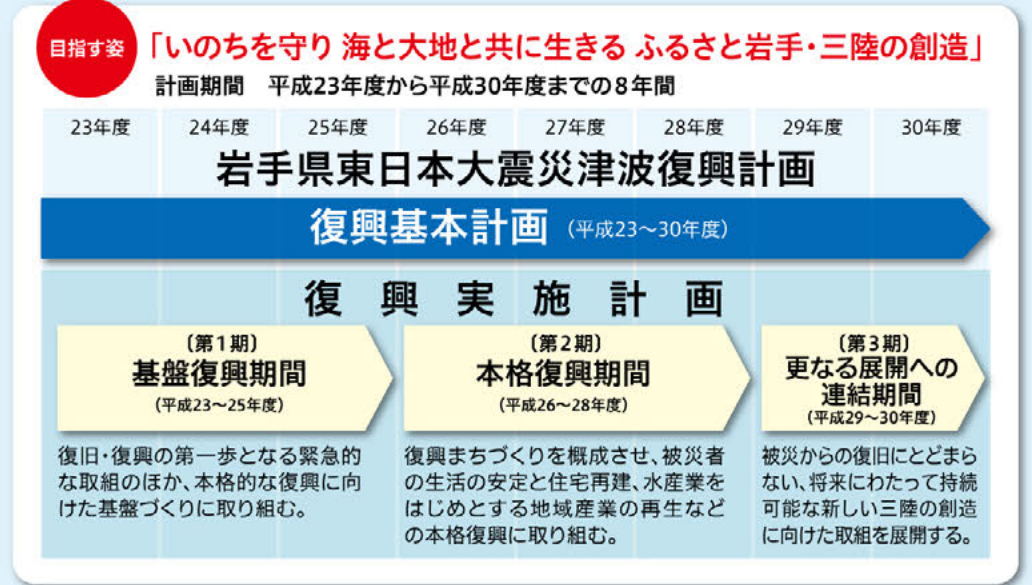 目指す姿
「いのちを守り 海と大地と共に生きる ふるさと岩手・三陸の創造」
計画期間 平成23年度から平成30年度までの8年間
23年度 24年度 25年度 26年度 27年度 28年度 29年度 30年度
岩手県東日本大震災津波復興計画
復興基本計画（平成23〜30年度）
復興実施計画
〔第1期〕
基盤復興期間
（平成23〜25年度）
復旧・復興の第一歩となる緊急的
な取組のほか、本格的な復興に向
けた基盤づくりに取り組む。
〔第2期〕
本格復興期間
（平成26〜28年度）
復興まちづくりを概成させ、被災者
の生活の安定と住宅再建、水産業を
はじめとする地域産業の再生など
の本格復興に取り組む。
〔第3期〕
更なる展開への
連結期間
（平成29〜30年度）
被災からの復旧にとどまら
ない、将来にわたって持続
可能な新しい三陸の創造
に向けた取組を展開する。